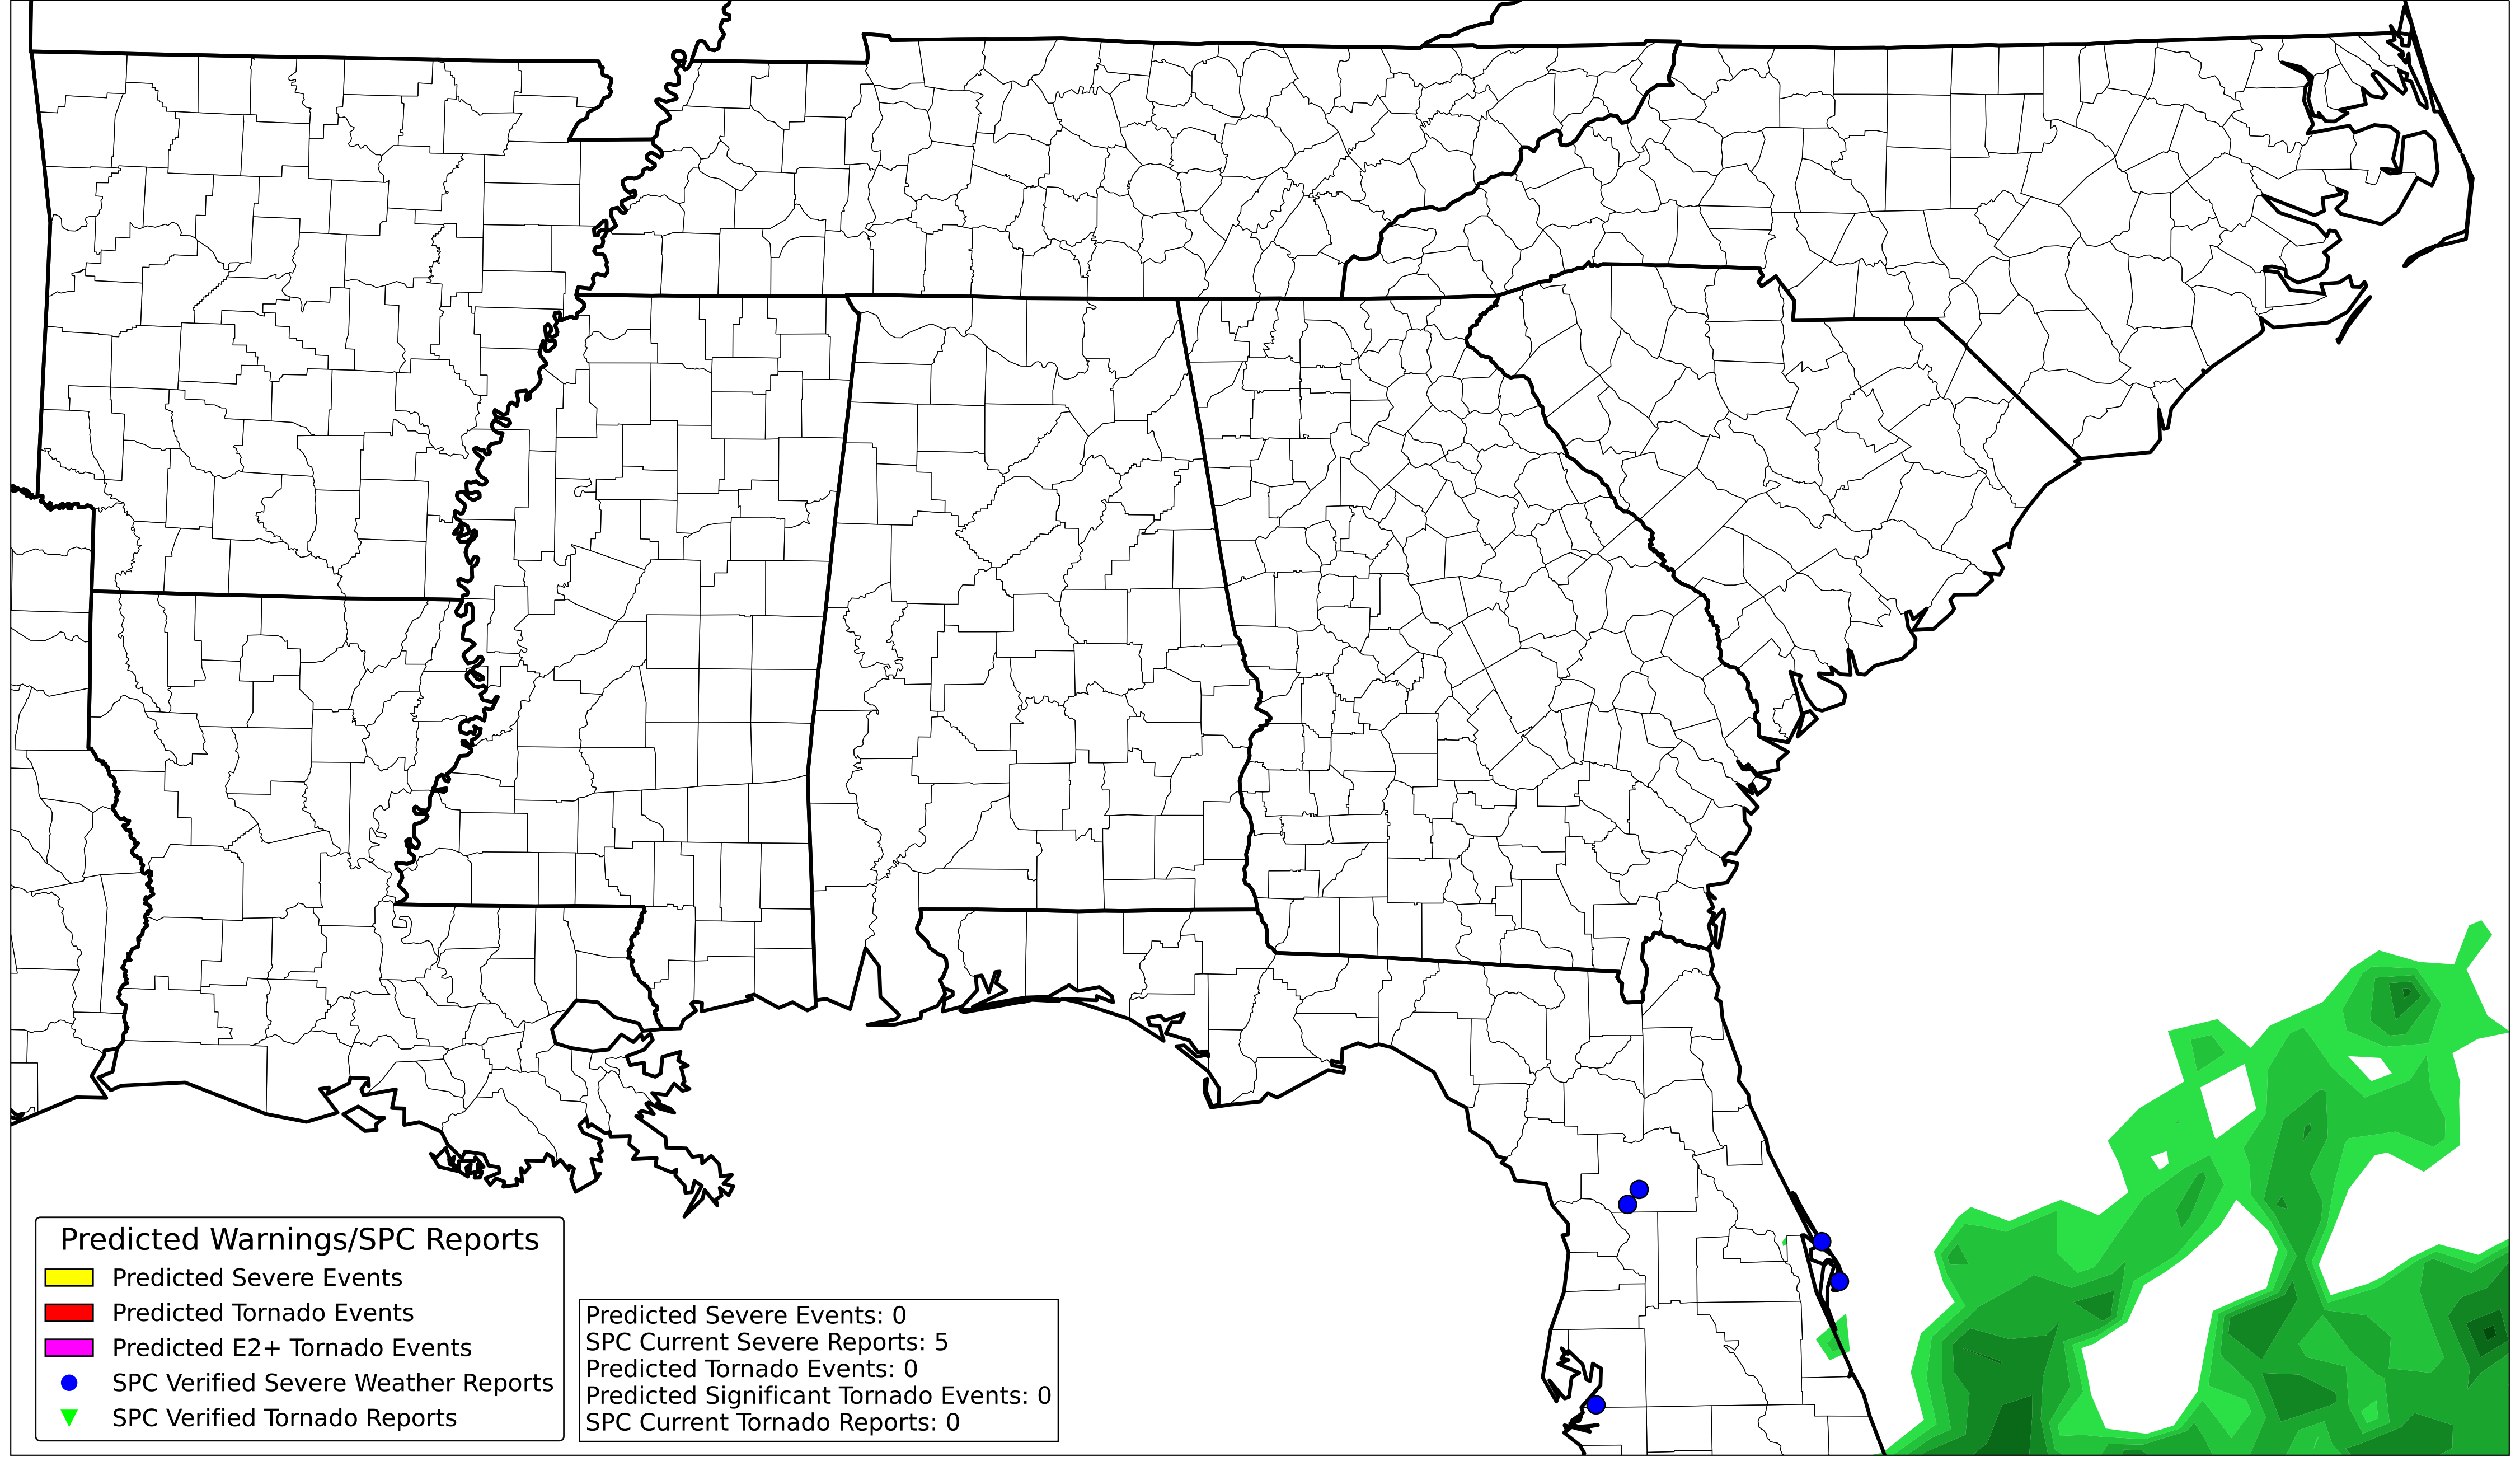 Predicted Warnings/SPC Reports
Predicted Severe Events
Predicted Tornado Events
Predicted E2+ Tornado Events
SPC Verified Severe Weather Reports
SPC Verified Tornado Reports
Predicted Severe Events: 0
SPC Current Severe Reports: 5
Predicted Tornado Events: 0
Predicted Significant Tornado Events: 0
SPC Current Tornado Reports: 0